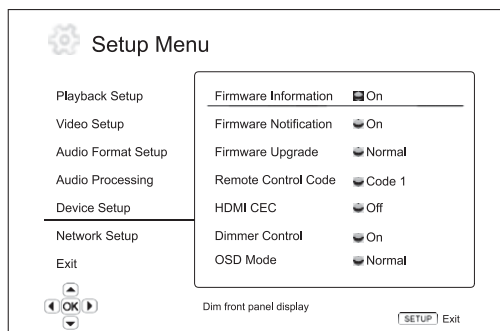 Setup Menu
Playback Setup
Video Setup
Audio Format Setup
Audio Processing
Device Setup
Network Setup
Exit
Firmware Information On
Firmware Notification On
Firmware Upgrade Normal
Remote Control Code Code 1
HDMI CEC Off
Dimmer Control On
OSD Mode Normal
OK
Dim front panel display
SETUP Exit